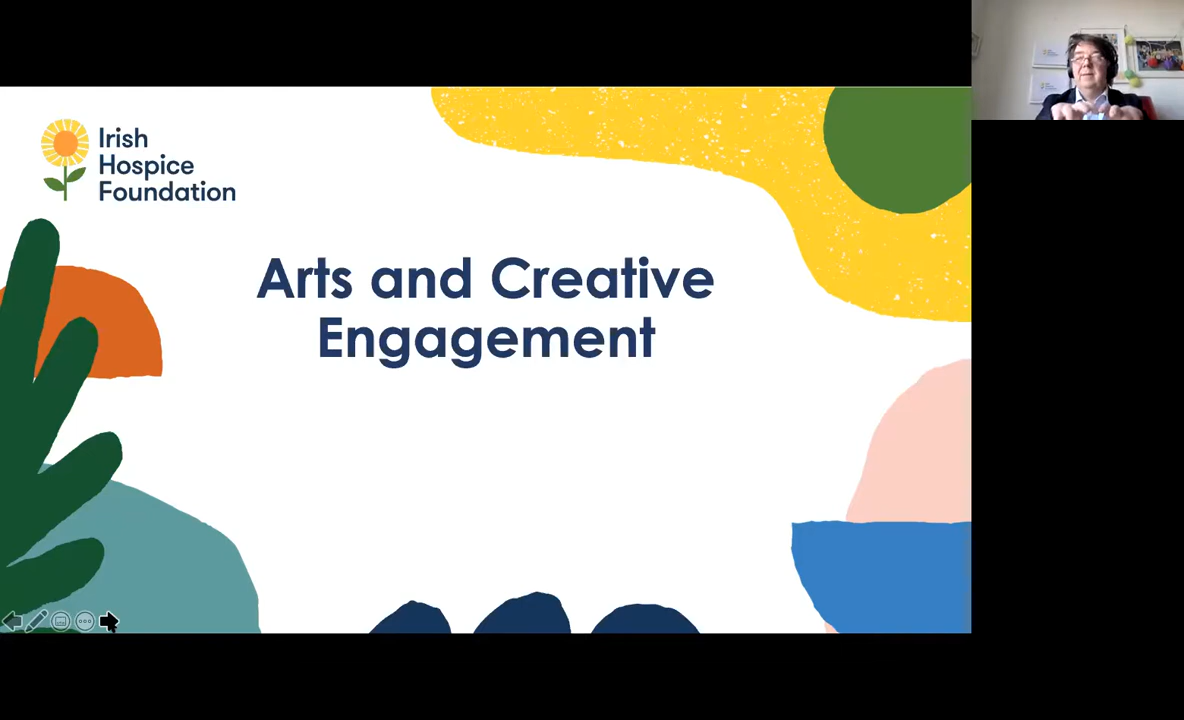 Irish
Hospice
Foundation
Arts and Creative
Engagement